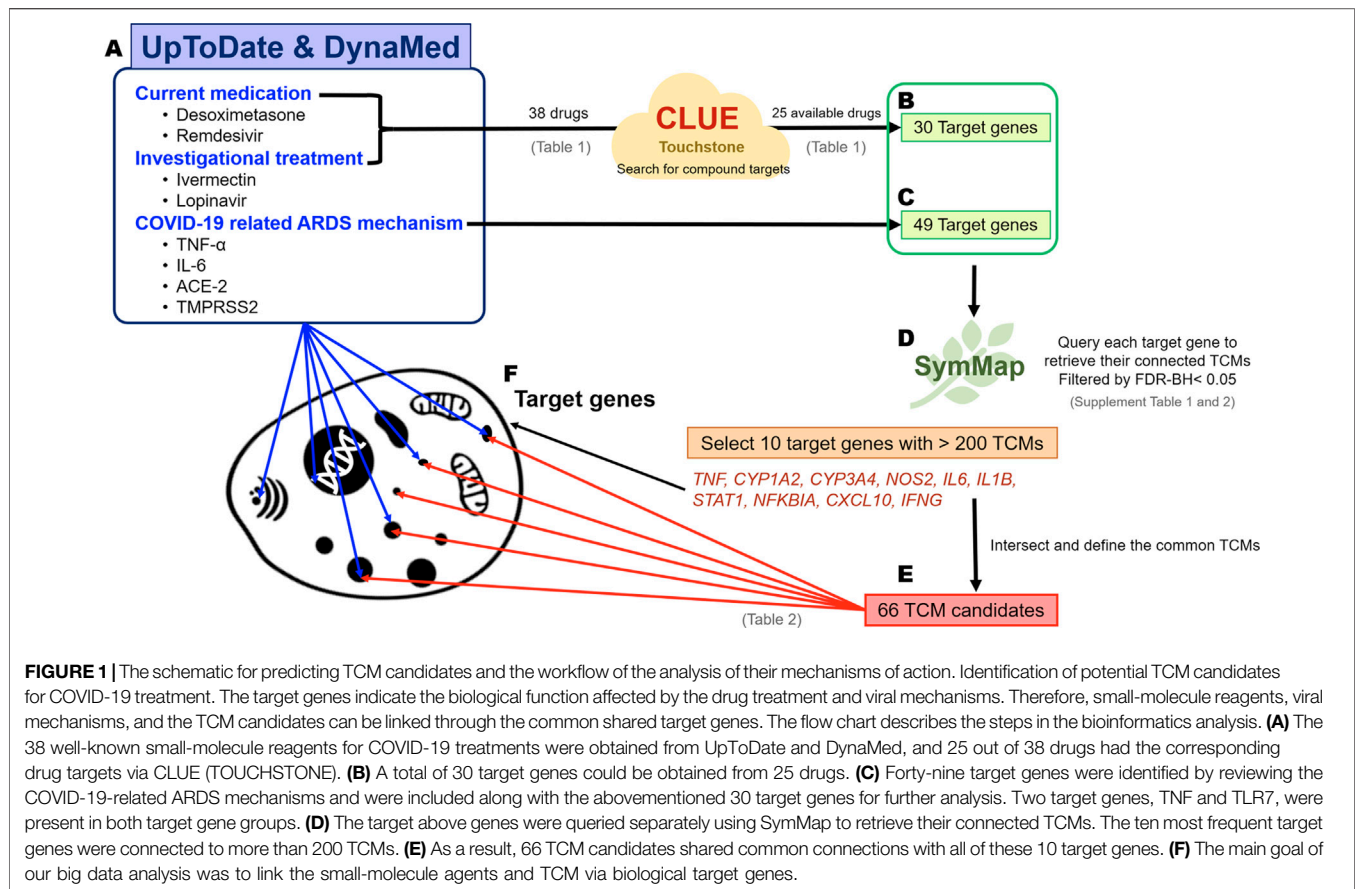 A
UpToDate & DynaMed
Current medication
• Desoximetasone
• Remdesivir
Investigational treatment
• Ivermectin
• Lopinavir
COVID-19 related ARDS mechanism
• TNF-α
• IL-6
• ACE-2
• TMPRSS2
38 drugs
(Table 1)
CLUE
Touchstone
Search for compound targets
25 available drugs
(Table 1)
B
30 Target genes
C
49 Target genes
D
SymMap
Query each target gene to
retrieve their connected TCMs
Filtered by FDR-BH< 0.05
(Supplement Table 1 and 2)
Select 10 target genes with > 200 TCMs
TNF, CYP1A2, CYP3A4, NOS2, IL6, IL1B,
STAT1, NFKBIA, CXCL10, IFNG
Intersect and define the common TCMs
E
66 TCM candidates
(Table 2)
F
Target genes
FIGURE 1 | The schematic for predicting TCM candidates and the workflow of the analysis of their mechanisms of action. Identification of potential TCM candidates
for COVID-19 treatment. The target genes indicate the biological function affected by the drug treatment and viral mechanisms. Therefore, small-molecule reagents, viral
mechanisms, and the TCM candidates can be linked through the common shared target genes. The flow chart describes the steps in the bioinformatics analysis. (A) The
38 well-known small-molecule reagents for COVID-19 treatments were obtained from UpToDate and DynaMed, and 25 out of 38 drugs had the corresponding
drug targets via CLUE (TOUCHSTONE). (B) A total of 30 target genes could be obtained from 25 drugs. (C) Forty-nine target genes were identified by reviewing the
COVID-19-related ARDS mechanisms and were included along with the abovementioned 30 target genes for further analysis. Two target genes, TNF and TLR7, were
present in both target gene groups. (D) The target above genes were queried separately using SymMap to retrieve their connected TCMs. The ten most frequent target
genes were connected to more than 200 TCMs. (E) As a result, 66 TCM candidates shared common connections with all of these 10 target genes. (F) The main goal of
our big data analysis was to link the small-molecule agents and TCM via biological target genes.